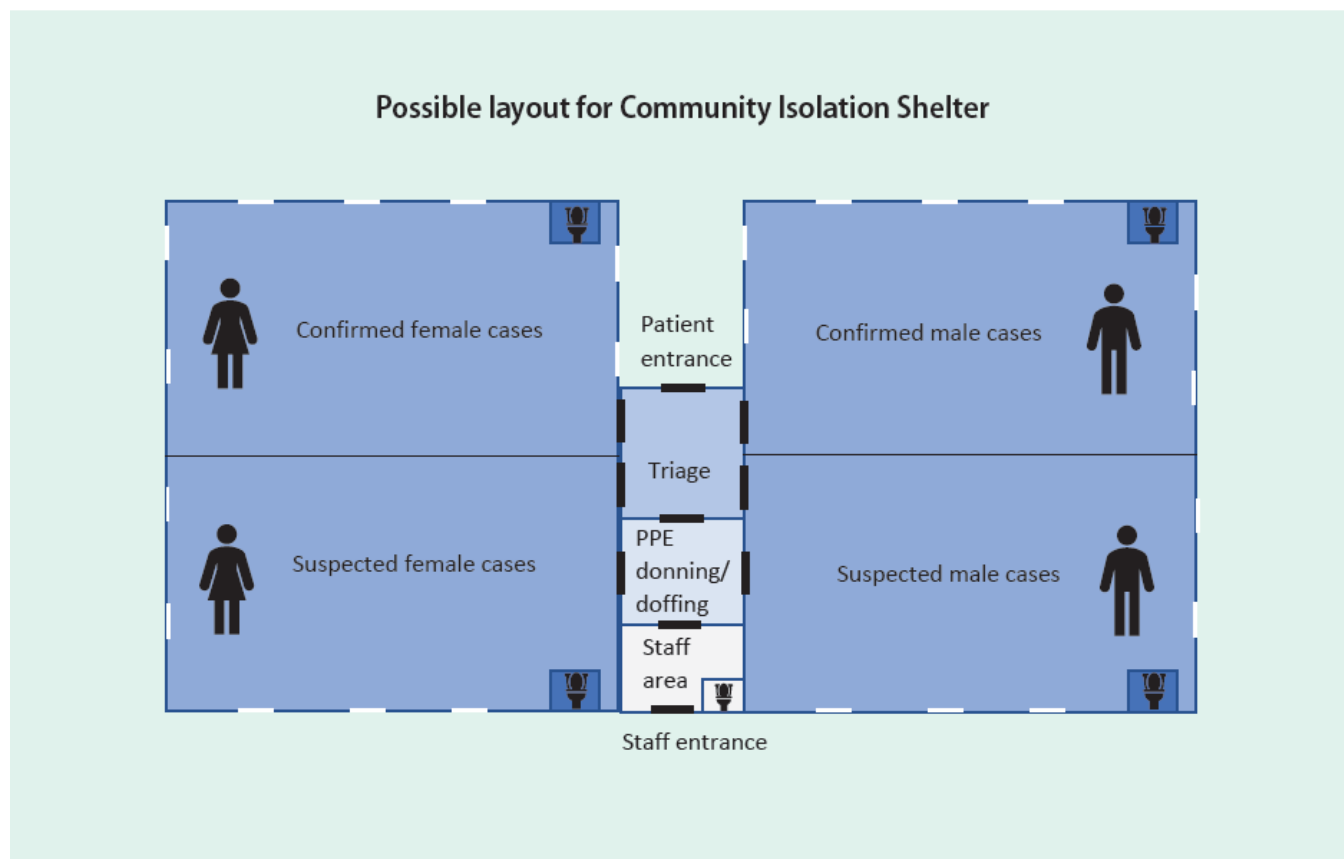 Possible layout for Community Isolation Shelter
Patient
entrance
Confirmed female cases
Confirmed male cases
Triage
PPE
donning/
doffing
Suspected female cases
Suspected male cases
Staff
area
Staff entrance